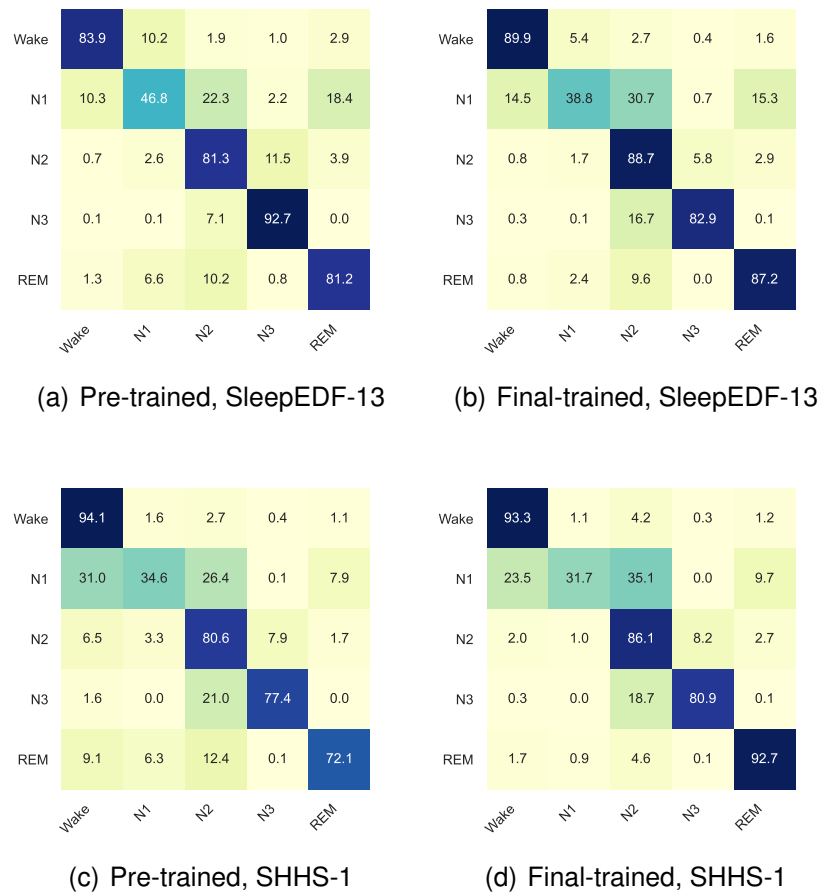 Wake 83.9 10.2 1.9 1.0 2.9
N1 10.3 46.8 22.3 2.2 18.4
N2 0.7 2.6 81.3 11.5 3.9
N3 0.1 0.1 7.1 92.7 0.0
REM 1.3 6.6 10.2 0.8 81.2
Wake N1 N2 N3 REM
(a) Pre-trained, SleepEDF-13
Wake 89.9 5.4 2.7 0.4 1.6
N1 14.5 38.8 30.7 0.7 15.3
N2 0.8 1.7 88.7 5.8 2.9
N3 0.3 0.1 16.7 82.9 0.1
REM 0.8 2.4 9.6 0.0 87.2
Wake N1 N2 N3 REM
(b) Final-trained, SleepEDF-13
Wake 94.1 1.6 2.7 0.4 1.1
N1 31.0 34.6 26.4 0.1 7.9
N2 6.5 3.3 80.6 7.9 1.7
N3 1.6 0.0 21.0 77.4 0.0
REM 9.1 6.3 12.4 0.1 72.1
Wake N1 N2 N3 REM
(c) Pre-trained, SHHS-1
Wake 93.3 1.1 4.2 0.3 1.2
N1 23.5 31.7 35.1 0.0 9.7
N2 2.0 1.0 86.1 8.2 2.7
N3 0.3 0.0 18.7 80.9 0.1
REM 1.7 0.9 4.6 0.1 92.7
Wake N1 N2 N3 REM
(d) Final-trained, SHHS-1